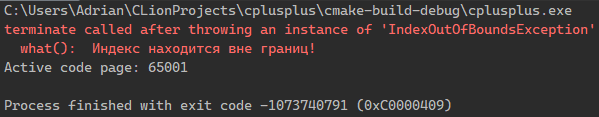 C:\Users\Adrian\CLionProjects\cplusplus\cmake-build-debug\cplusplus.exe
terminate called after throwing an instance of 'IndexOutOfBoundsException'
  what():  Индекс находится вне границ!
Active code page: 65001

Process finished with exit code -1073740791 (0xC0000409)